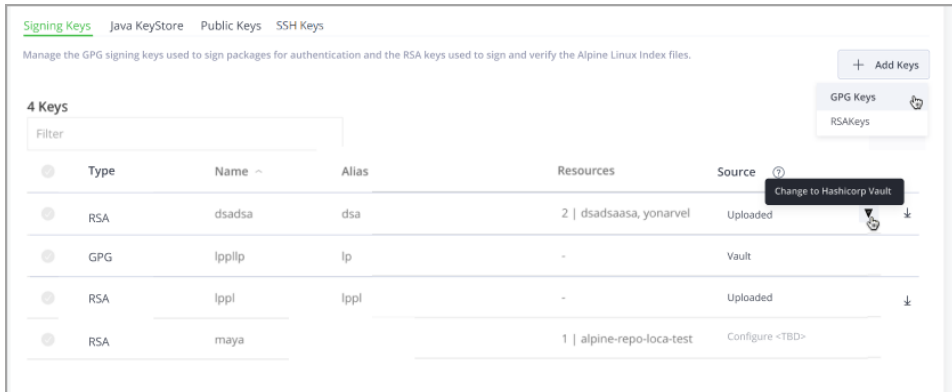 Signing Keys Java KeyStore Public Keys SSH Keys
Manage the GPG signing keys used to sign packages for authentication and the RSA keys used to sign and verify the Alpine Linux Index files.
+ Add Keys
GPG Keys
RSAKeys
4 Keys
Filter
Type Name Alias Resources Source ?
Change to Hashicorp Vault
RSA dsadsa dsa 2 | dsadsaasa, yonarvel Uploaded
GPG lppllp lp - Vault
RSA lppl lppl - Uploaded
RSA maya 1 | alpine-repo-loca-test Configure <TBD>